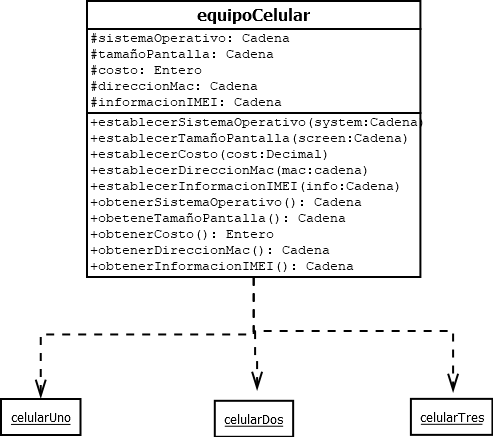 equipoCelular
#sistemaOperativo: Cadena
#tamañoPantalla: Cadena
#costo: Entero
#direccionMac: Cadena
#informacionIMEI: Cadena
+establecerSistemaOperativo(system:Cadena)
+establecerTamañoPantalla(screen:Cadena)
+establecerCosto(cost:Decimal)
+establecerDireccionMac(mac:cadena)
+establecerInformacionIMEI(info:Cadena)
+obtenerSistemaOperativo(): Cadena
+obeteneTamañoPantalla(): Cadena
+obtenerCosto(): Entero
+obtenerDireccionMac(): Cadena
+obtenerInformacionIMEI(): Cadena
celularUno
celularDos
celularTres